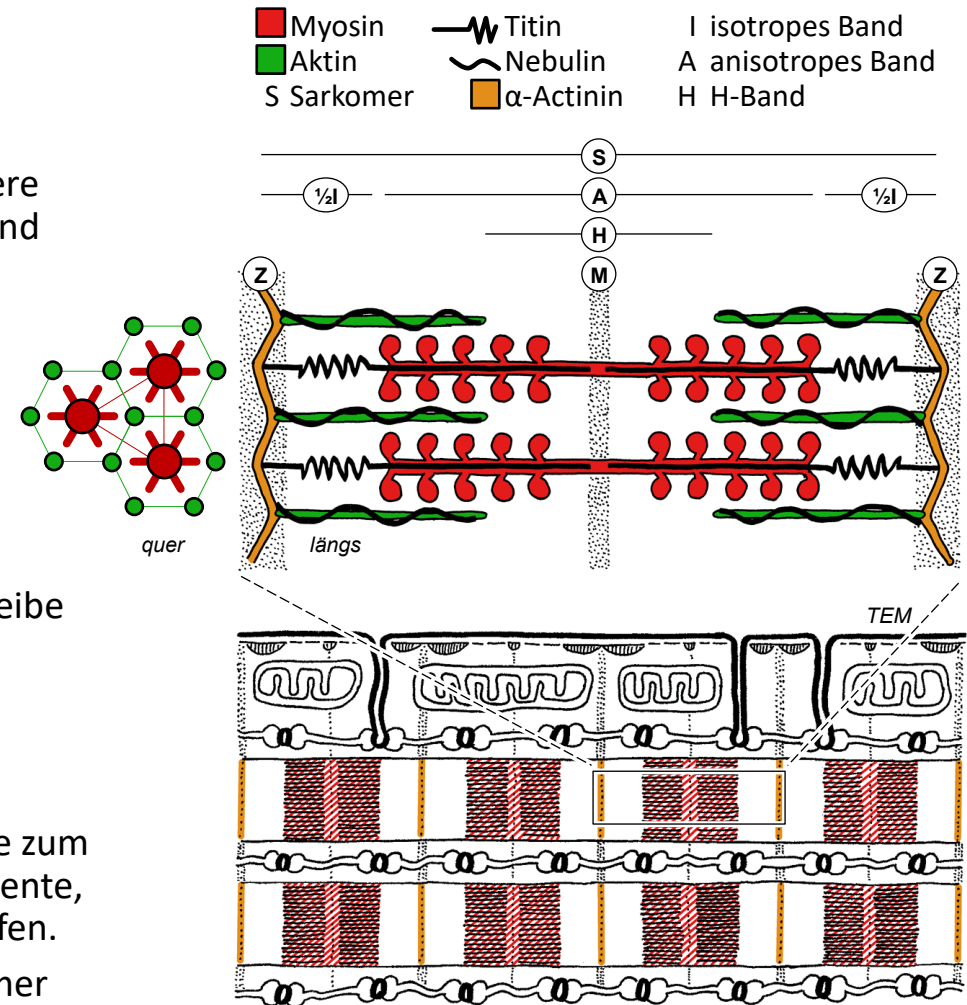 Myosin
Titin
I isotropes Band
Aktin
Nebulin
A anisotropes Band
S Sarkomer
α-Actinin
H H-Band
S
ere
½I
A
½I
nd
H
Z
M
Z
quer
längs
eibe
TEM
e zum
ente,
fen.
ner